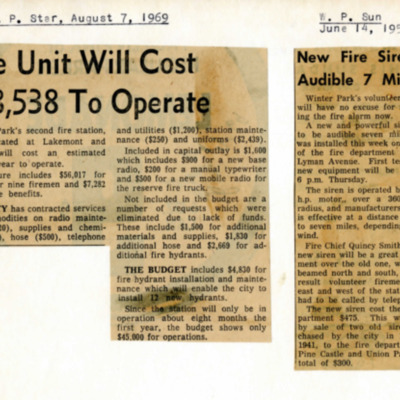 . P. Star, August 7, 1969
e Unit Will Cost
8,538 To Operate
Park's second fire station,
cated at Lakemont and
will cost an estimated
year to operate.
ure includes $56,017 for
r nine firemen and $7,282
e benefits.
TY has contracted services
modities on radio mainte-
20), supplies and chemi-
), hose ($500), telephone
and utilities ($1,200), station mainte-
nance ($250) and uniforms ($2,439).
Included in capital outlay is $1,600
which includes $900 for a new base
radio, $200 for a manual typewriter
and $500 for a new mobile radio for
the reserve fire truck.
Not included in the budget are a
number of requests which were
eliminated due to lack of funds.
These include $1,500 for additional
materials and supplies, $1,830 for
additional hose and $2,669 for ad-
ditional fire hydrants.
THE BUDGET includes $4,830 for
fire hydrant installation and mainte-
nance which will enable the city to
install 12 new hydrants.
Since the station will only be in
operation about eight months the
first year, the budget shows only
$45,000 for operations.
W. P. Sun
June 14, 195
New Fire Sire
Audible 7 Mi
Winter Park's volunte
will have no excuse for
ing the fire alarm now.
A new and powerful si
to be audible seven mi
was installed this week on
of the fire department
Lyman Avenue. First te
new equipment will be
6 p.m. Thursday.
The siren is operated b
h.p. motor, over a 360
radius, and manufacturers
is effective at a distance
to seven miles, depending
wind.
Fire Chief Quincy Smith
new siren will be a great
ment over the old one, w
beamed north and south,
result volunteer fireme
east and west of the stat
had to be called by telep
The new siren cost the
partment $475. This w
by sale of two old sire
chased by the city in
1941, to the fire depart
Pine Castle and Union P
total of $300.